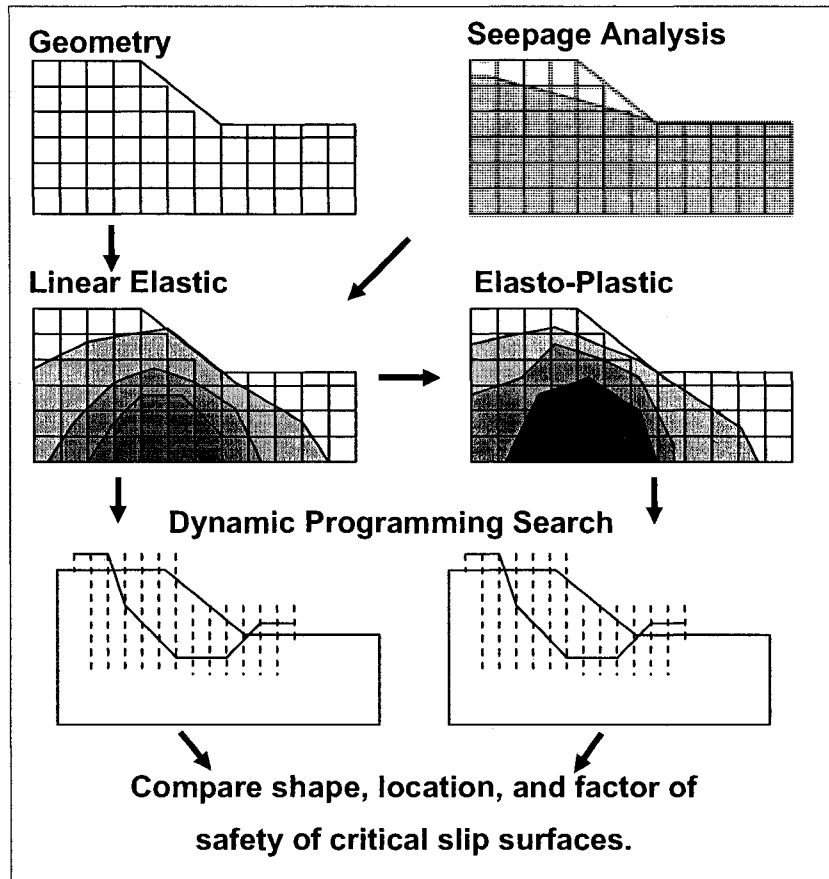 Geometry
Seepage Analysis
Linear Elastic
Elasto-Plastic
Dynamic Programming Search
Compare shape, location, and factor of
safety of critical slip surfaces.